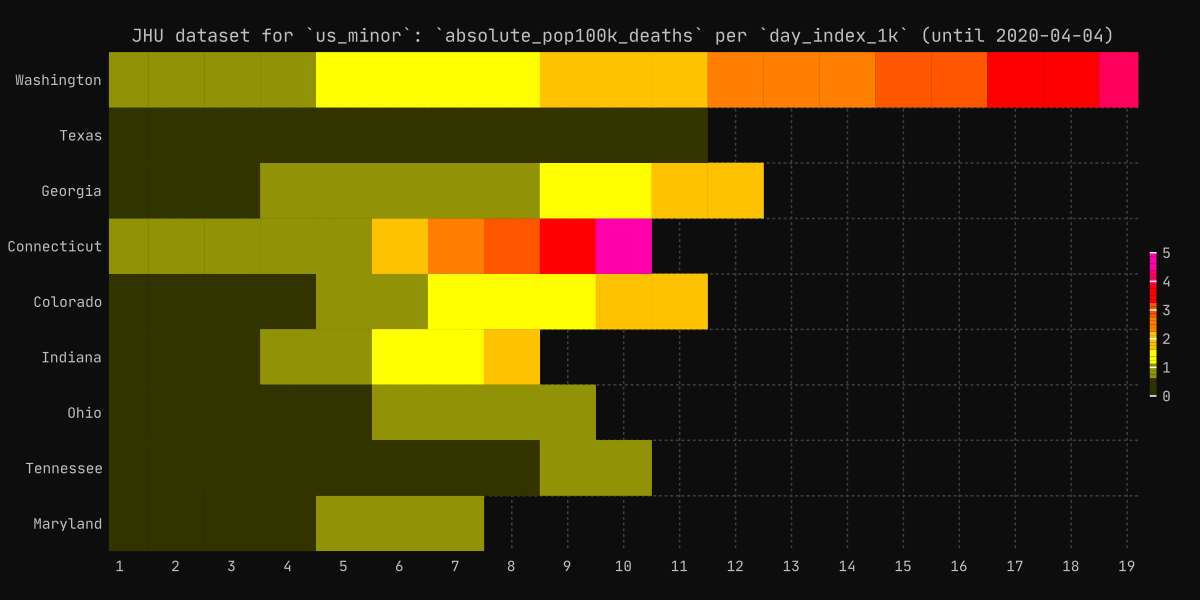 JHU dataset for `us_minor`: `absolute_pop100k_deaths` per `day_index_1k` (until 2020-04-04)
Washington
Texas
Georgia
Connecticut
Colorado
Indiana
Ohio
Tennessee
Maryland
5
4
3
2
1
0
1 2 3 4 5 6 7 8 9 10 11 12 13 14 15 16 17 18 19